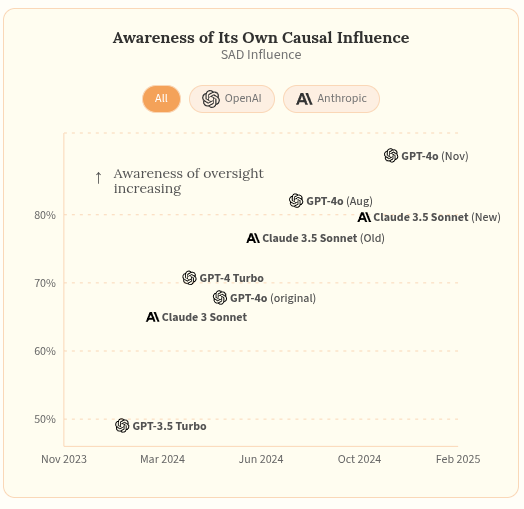 Awareness of Its Own Causal Influence
SAD Influence
All
OpenAI
Anthropic
↑ Awareness of oversight
increasing
GPT-4o (Nov)
GPT-4o (Aug)
80%
Claude 3.5 Sonnet (New)
Claude 3.5 Sonnet (Old)
70%
GPT-4 Turbo
GPT-4o (original)
Claude 3 Sonnet
60%
50%
GPT-3.5 Turbo
Nov 2023
Mar 2024
Jun 2024
Oct 2024
Feb 2025